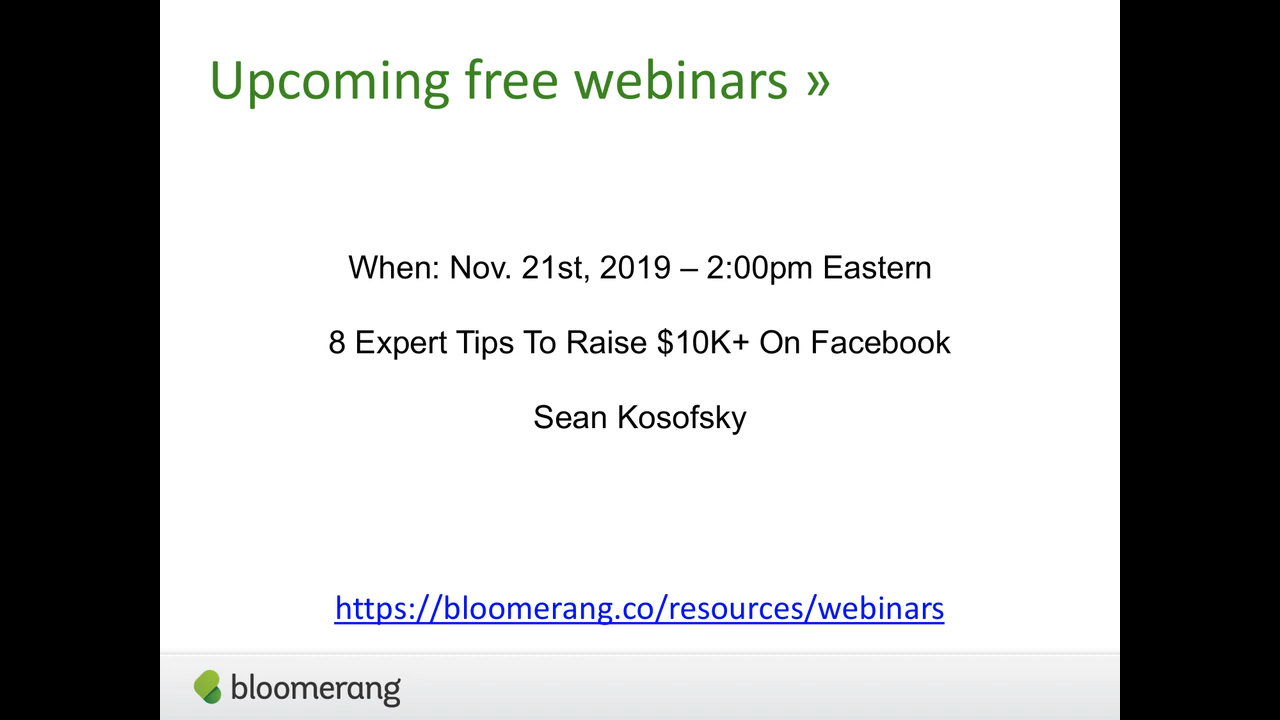 Upcoming free webinars »
When: Nov. 21st, 2019 – 2:00pm Eastern
8 Expert Tips To Raise $10K+ On Facebook
Sean Kosofsky
https://bloomerang.co/resources/webinars
bloomerang